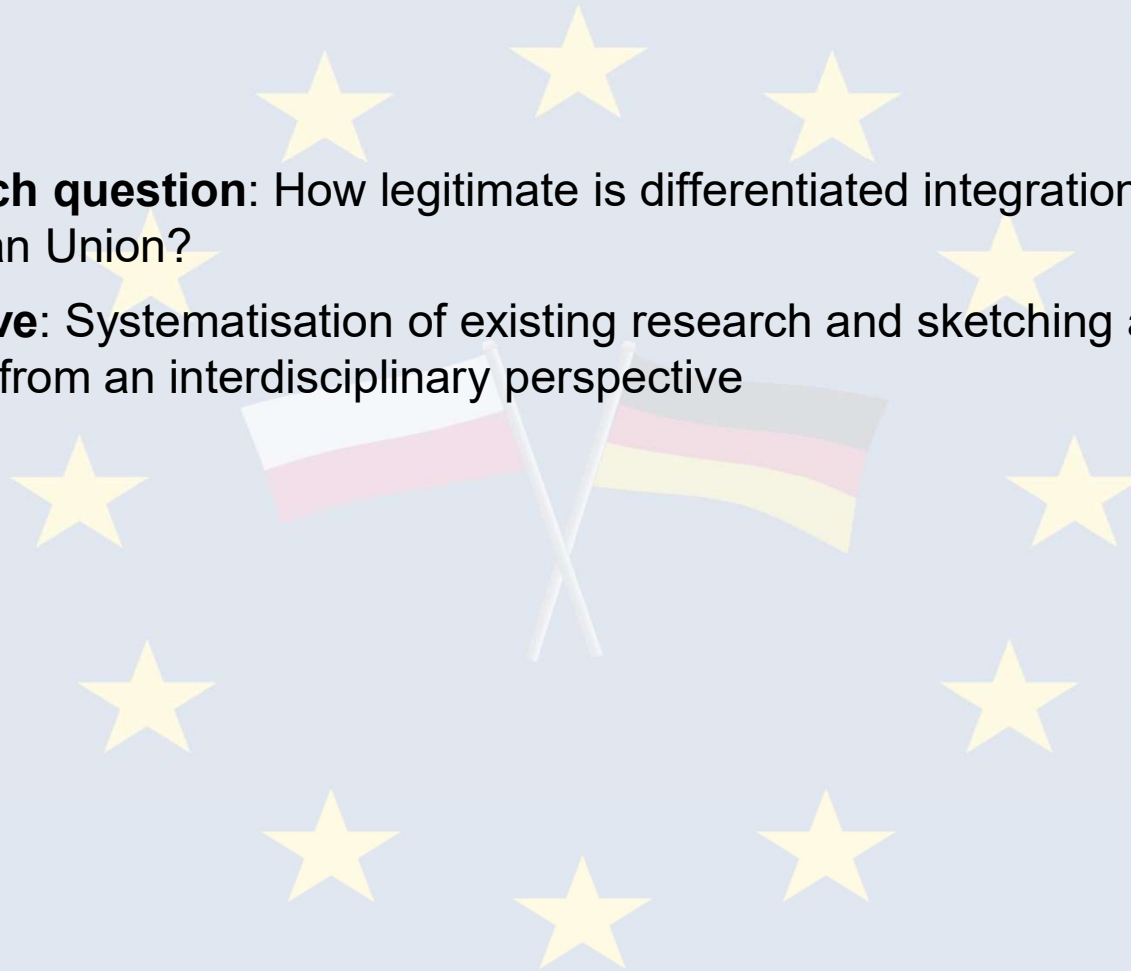 ch question: How legitimate is differentiated integration
an Union?
ve: Systematisation of existing research and sketching a
from an interdisciplinary perspective